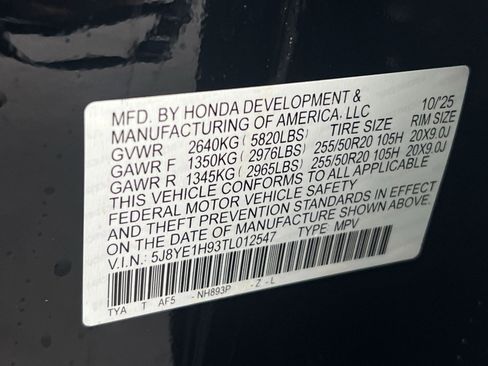 MFD. BY HONDA DEVELOPMENT & 10/'25
MANUFACTURING OF AMERICA, LLC
GVWR 2640KG (5820LBS) TIRE SIZE RIM SIZE
GAWR F 1350KG (2976LBS) 255/50R20 105H 20X9.0J
GAWR R 1345KG (2965LBS) 255/50R20 105H 20X9.0J
THIS VEHICLE CONFORMS TO ALL APPLICABLE
FEDERAL MOTOR VEHICLE SAFETY
AND THEFT PREVENTION STANDARDS IN EFFECT
ON THE DATE OF MANUFACTURE SHOWN ABOVE.
V.I.N.: 5J8YE1H93TL012547 TYPE MPV
TYA T AF5 -NH893P -Z-L